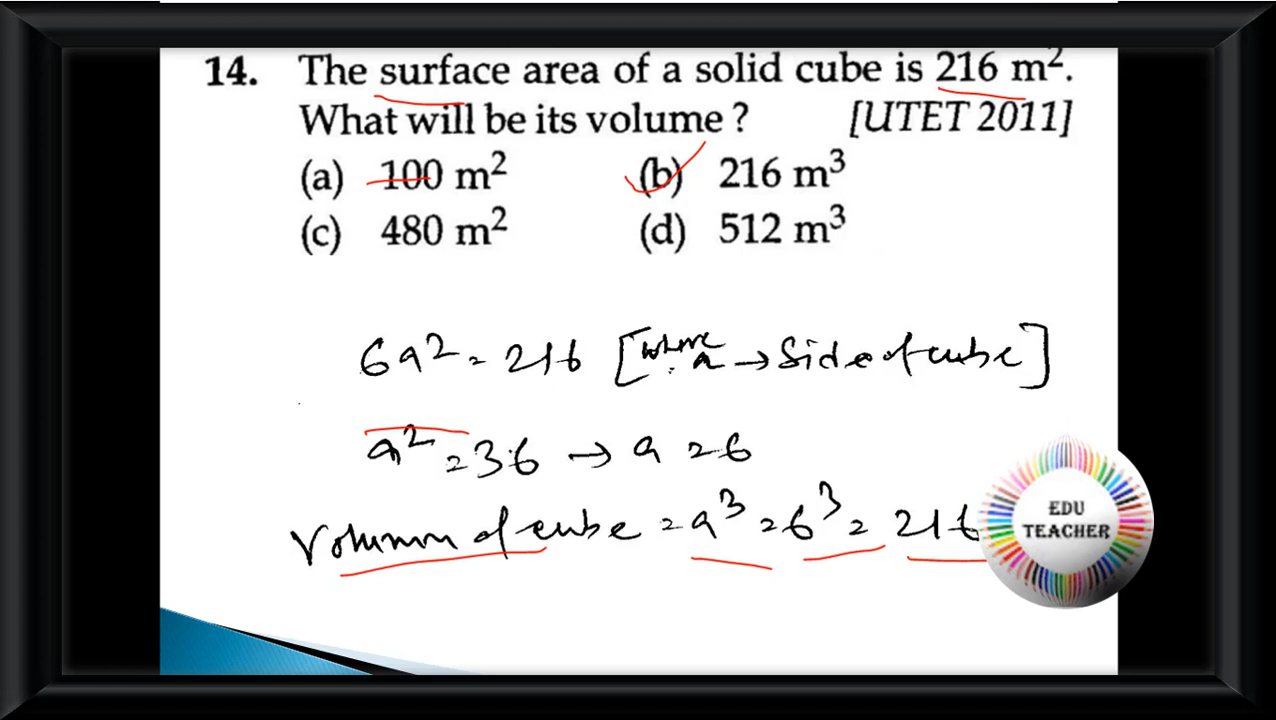 14. The surface area of a solid cube is 216 m².
What will be its volume ? [UTET 2011]
(a) 100 m² (b) 216 m³
(c) 480 m² (d) 512 m³
6a² = 216 [where a → Side of cube]
a² = 36 → a = 6
Volumn of cube = a³ = 6³ = 216
EDU
TEACHER